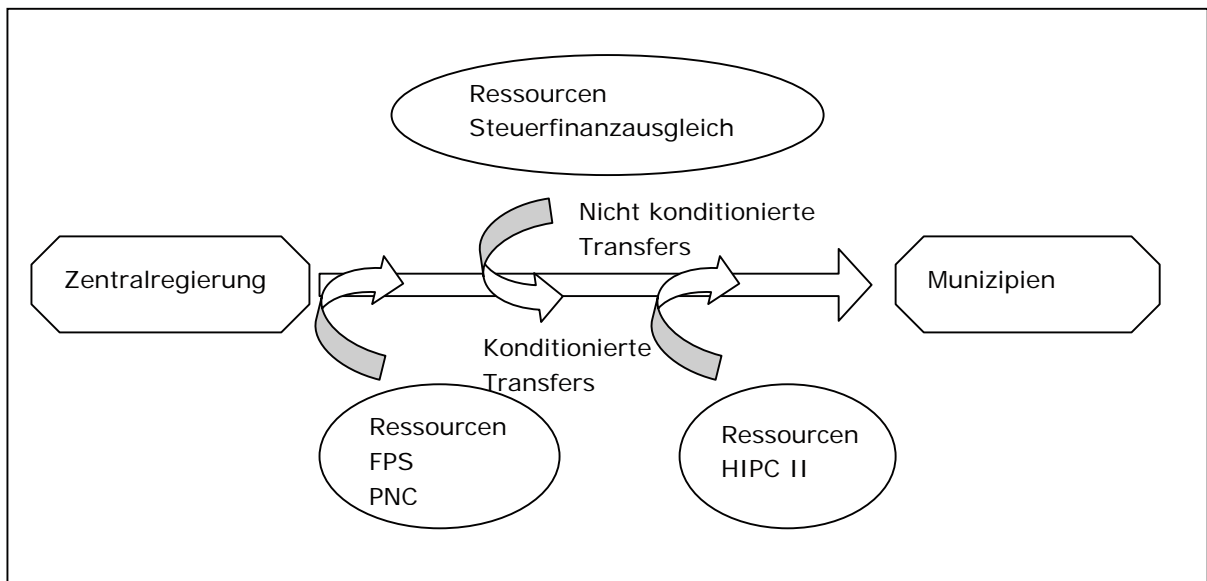 Ressourcen
Steuerfinanzausgleich
Nicht konditionierte
Transfers
Zentralregierung
Munizipien
Konditionierte
Transfers
Ressourcen
FPS
PNC
Ressourcen
HIPC II